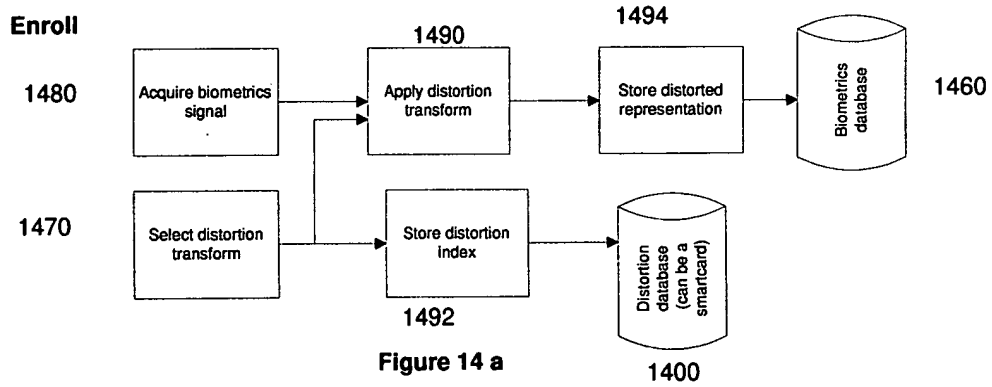 Enroll
1480
Acquire biometrics
signal
1490
Apply distortion
transform
1494
Store distorted
representation
Biometrics
database
1460
1470
Select distortion
transform
Store distortion
index
1492
Distortion
database
(can be a
smartcard)
1400
Figure 14 a